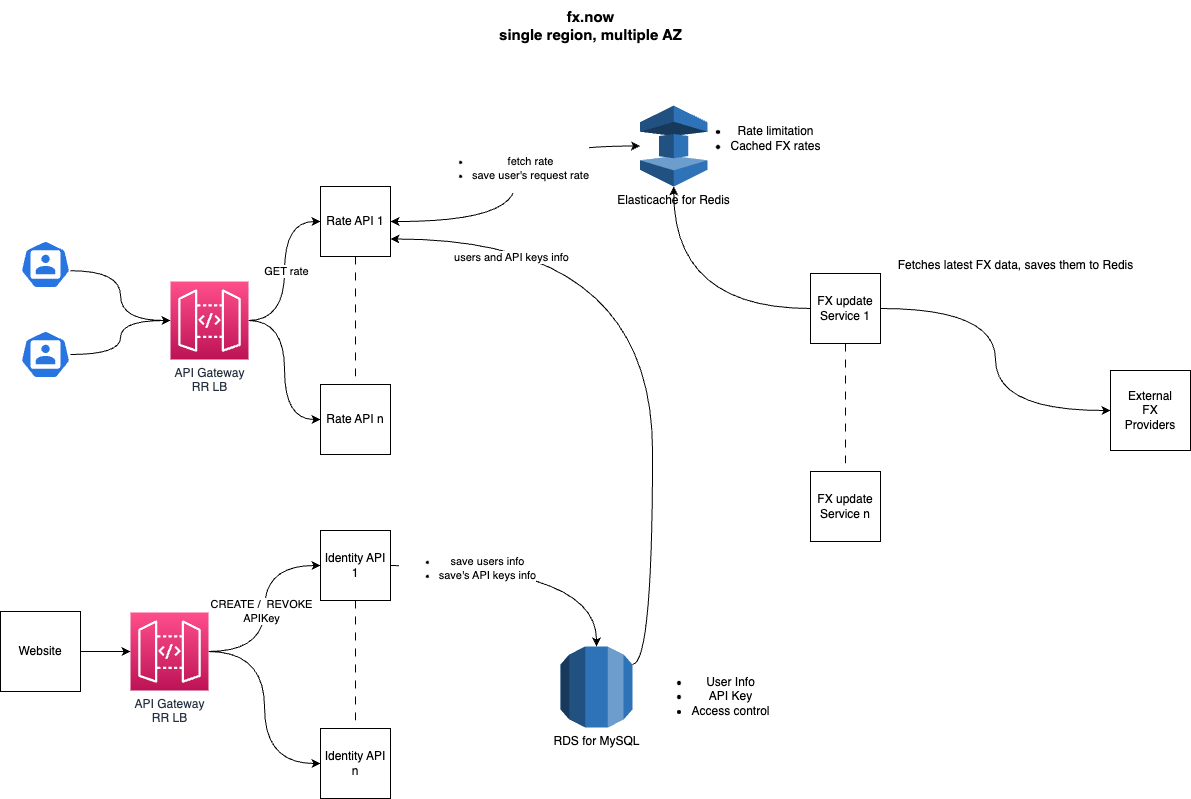 fx.now
single region, multiple AZ
Rate limitation
Cached FX rates
Elasticache for Redis
fetch rate
save user's request rate
Rate API 1
users and API keys info
GET rate
API Gateway
RR LB
Rate API n
Fetches latest FX data, saves them to Redis
FX update
Service 1
External
FX
Providers
FX update
Service n
Identity API
1
save users info
save's API keys info
CREATE / REVOKE
APIKey
Website
API Gateway
RR LB
User Info
API Key
Access control
RDS for MySQL
Identity API
n